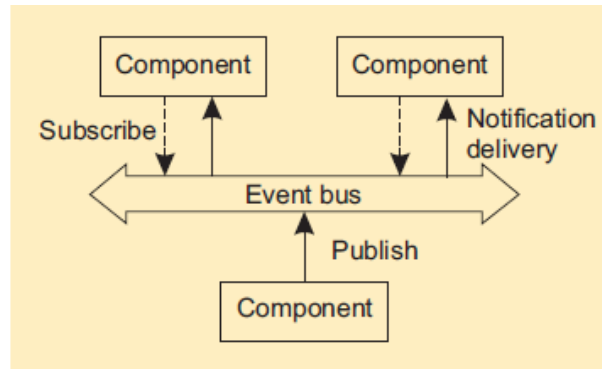 Component
Component
Subscribe
Notification
delivery
Event bus
Publish
Component